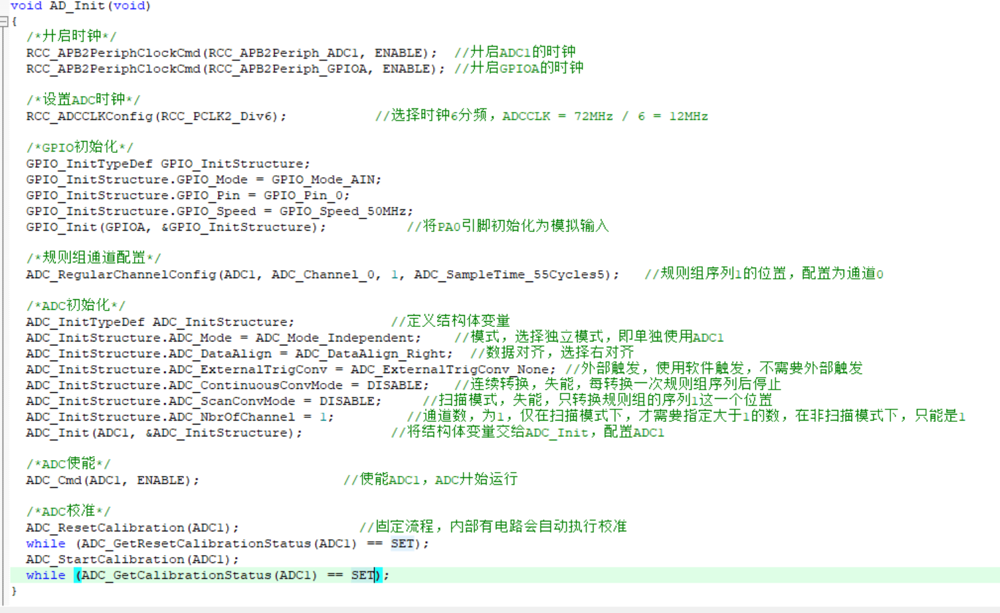 void AD_Init(void)
{
/*开启时钟*/
RCC_APB2PeriphClockCmd(RCC_APB2Periph_ADC1, ENABLE); //开启ADC1的时钟
RCC_APB2PeriphClockCmd(RCC_APB2Periph_GPIOA, ENABLE); //开启GPIOA的时钟
/*设置ADC时钟*/
RCC_ADCCLKConfig(RCC_PCLK2_Div6); //选择时钟6分频，ADCCLK = 72MHz / 6 = 12MHz
/*GPIO初始化*/
GPIO_InitTypeDef GPIO_InitStructure;
GPIO_InitStructure.GPIO_Mode = GPIO_Mode_AIN;
GPIO_InitStructure.GPIO_Pin = GPIO_Pin_0;
GPIO_InitStructure.GPIO_Speed = GPIO_Speed_50MHz;
GPIO_Init(GPIOA, &GPIO_InitStructure); //将PA0引脚初始化为模拟输入
/*规则组通道配置*/
ADC_RegularChannelConfig(ADC1, ADC_Channel_0, 1, ADC_SampleTime_55Cycles5); //规则组序列1的位置，配置为通道0
/*ADC初始化*/
ADC_InitTypeDef ADC_InitStructure; //定义结构体变量
ADC_InitStructure.ADC_Mode = ADC_Mode_Independent; //模式，选择独立模式，即单独使用ADC1
ADC_InitStructure.ADC_DataAlign = ADC_DataAlign_Right; //数据对齐，选择右对齐
ADC_InitStructure.ADC_ExternalTrigConv = ADC_ExternalTrigConv_None; //外部触发，使用软件触发，不需要外部触发
ADC_InitStructure.ADC_ContinuousConvMode = DISABLE; //连续转换，失能，每转换一次规则组序列后停止
ADC_InitStructure.ADC_ScanConvMode = DISABLE; //扫描模式，失能，只转换规则组的序列1这一个位置
ADC_InitStructure.ADC_NbrOfChannel = 1; //通道数，为1，仅在扫描模式下，才需要指定大于1的数，在非扫描模式下，只能是1
ADC_Init(ADC1, &ADC_InitStructure); //将结构体变量交给ADC_Init，配置ADC1
/*ADC使能*/
ADC_Cmd(ADC1, ENABLE); //使能ADC1，ADC开始运行
/*ADC校准*/
ADC_ResetCalibration(ADC1); //固定流程，内部有电路会自动执行校准
while (ADC_GetResetCalibrationStatus(ADC1) == SET);
ADC_StartCalibration(ADC1);
while (ADC_GetCalibrationStatus(ADC1) == SET);
}